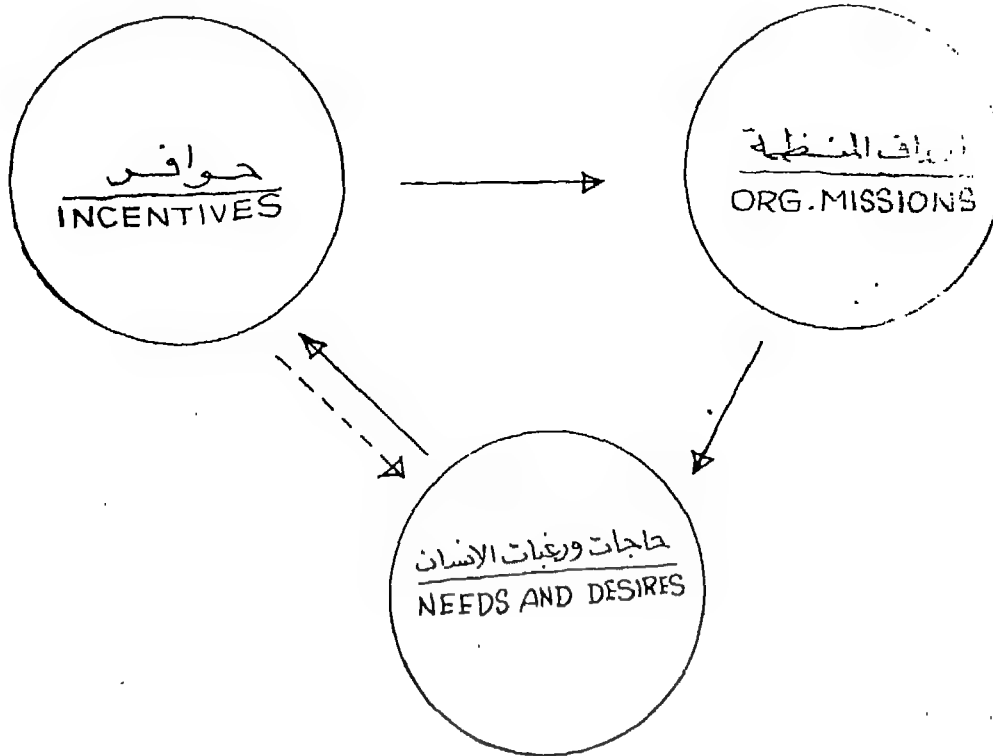 حوافز
INCENTIVES
المنظمة
ORG. MISSIONS
حاجات ورغبات الانسان
NEEDS AND DESIRES